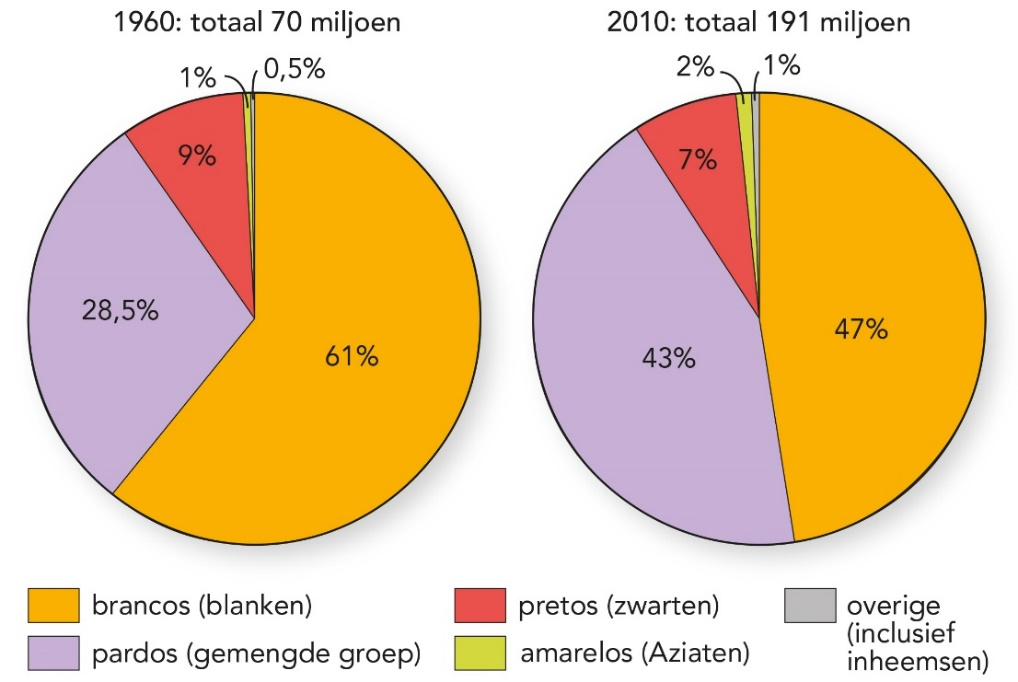 1960: totaal 70 miljoen
1%
0,5%
9%
28,5%
61%
2010: totaal 191 miljoen
2%
1%
7%
43%
47%
brancos (blanken)
pardos (gemengde groep)
pretos (zwarten)
amarelos (Aziaten)
overige
(inclusief
inheemsen)